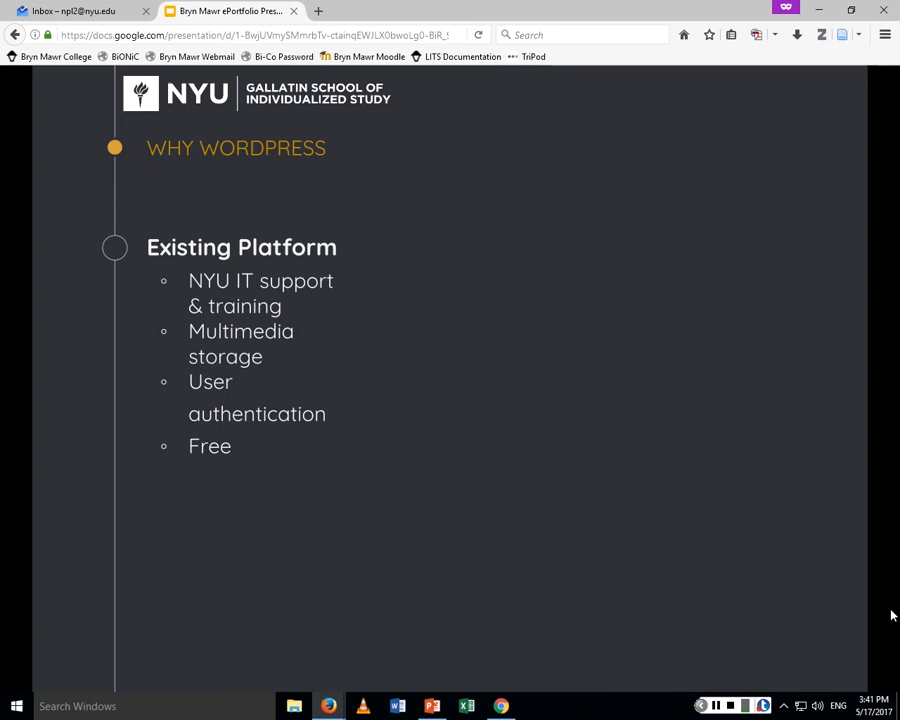 Inbox – npl2@nyu.edu
Bryn Mawr ePortfolio Pres...
Search
Bryn Mawr College
BiONiC
Bryn Mawr Webmail
Bi-Co Password
Bryn Mawr Moodle
LITS Documentation
TriPod
NYU
GALLATIN SCHOOL OF
INDIVIDUALIZED STUDY
WHY WORDPRESS
Existing Platform
NYU IT support
& training
Multimedia
storage
User
authentication
Free
Search Windows
ENG
3:41 PM
5/17/2017